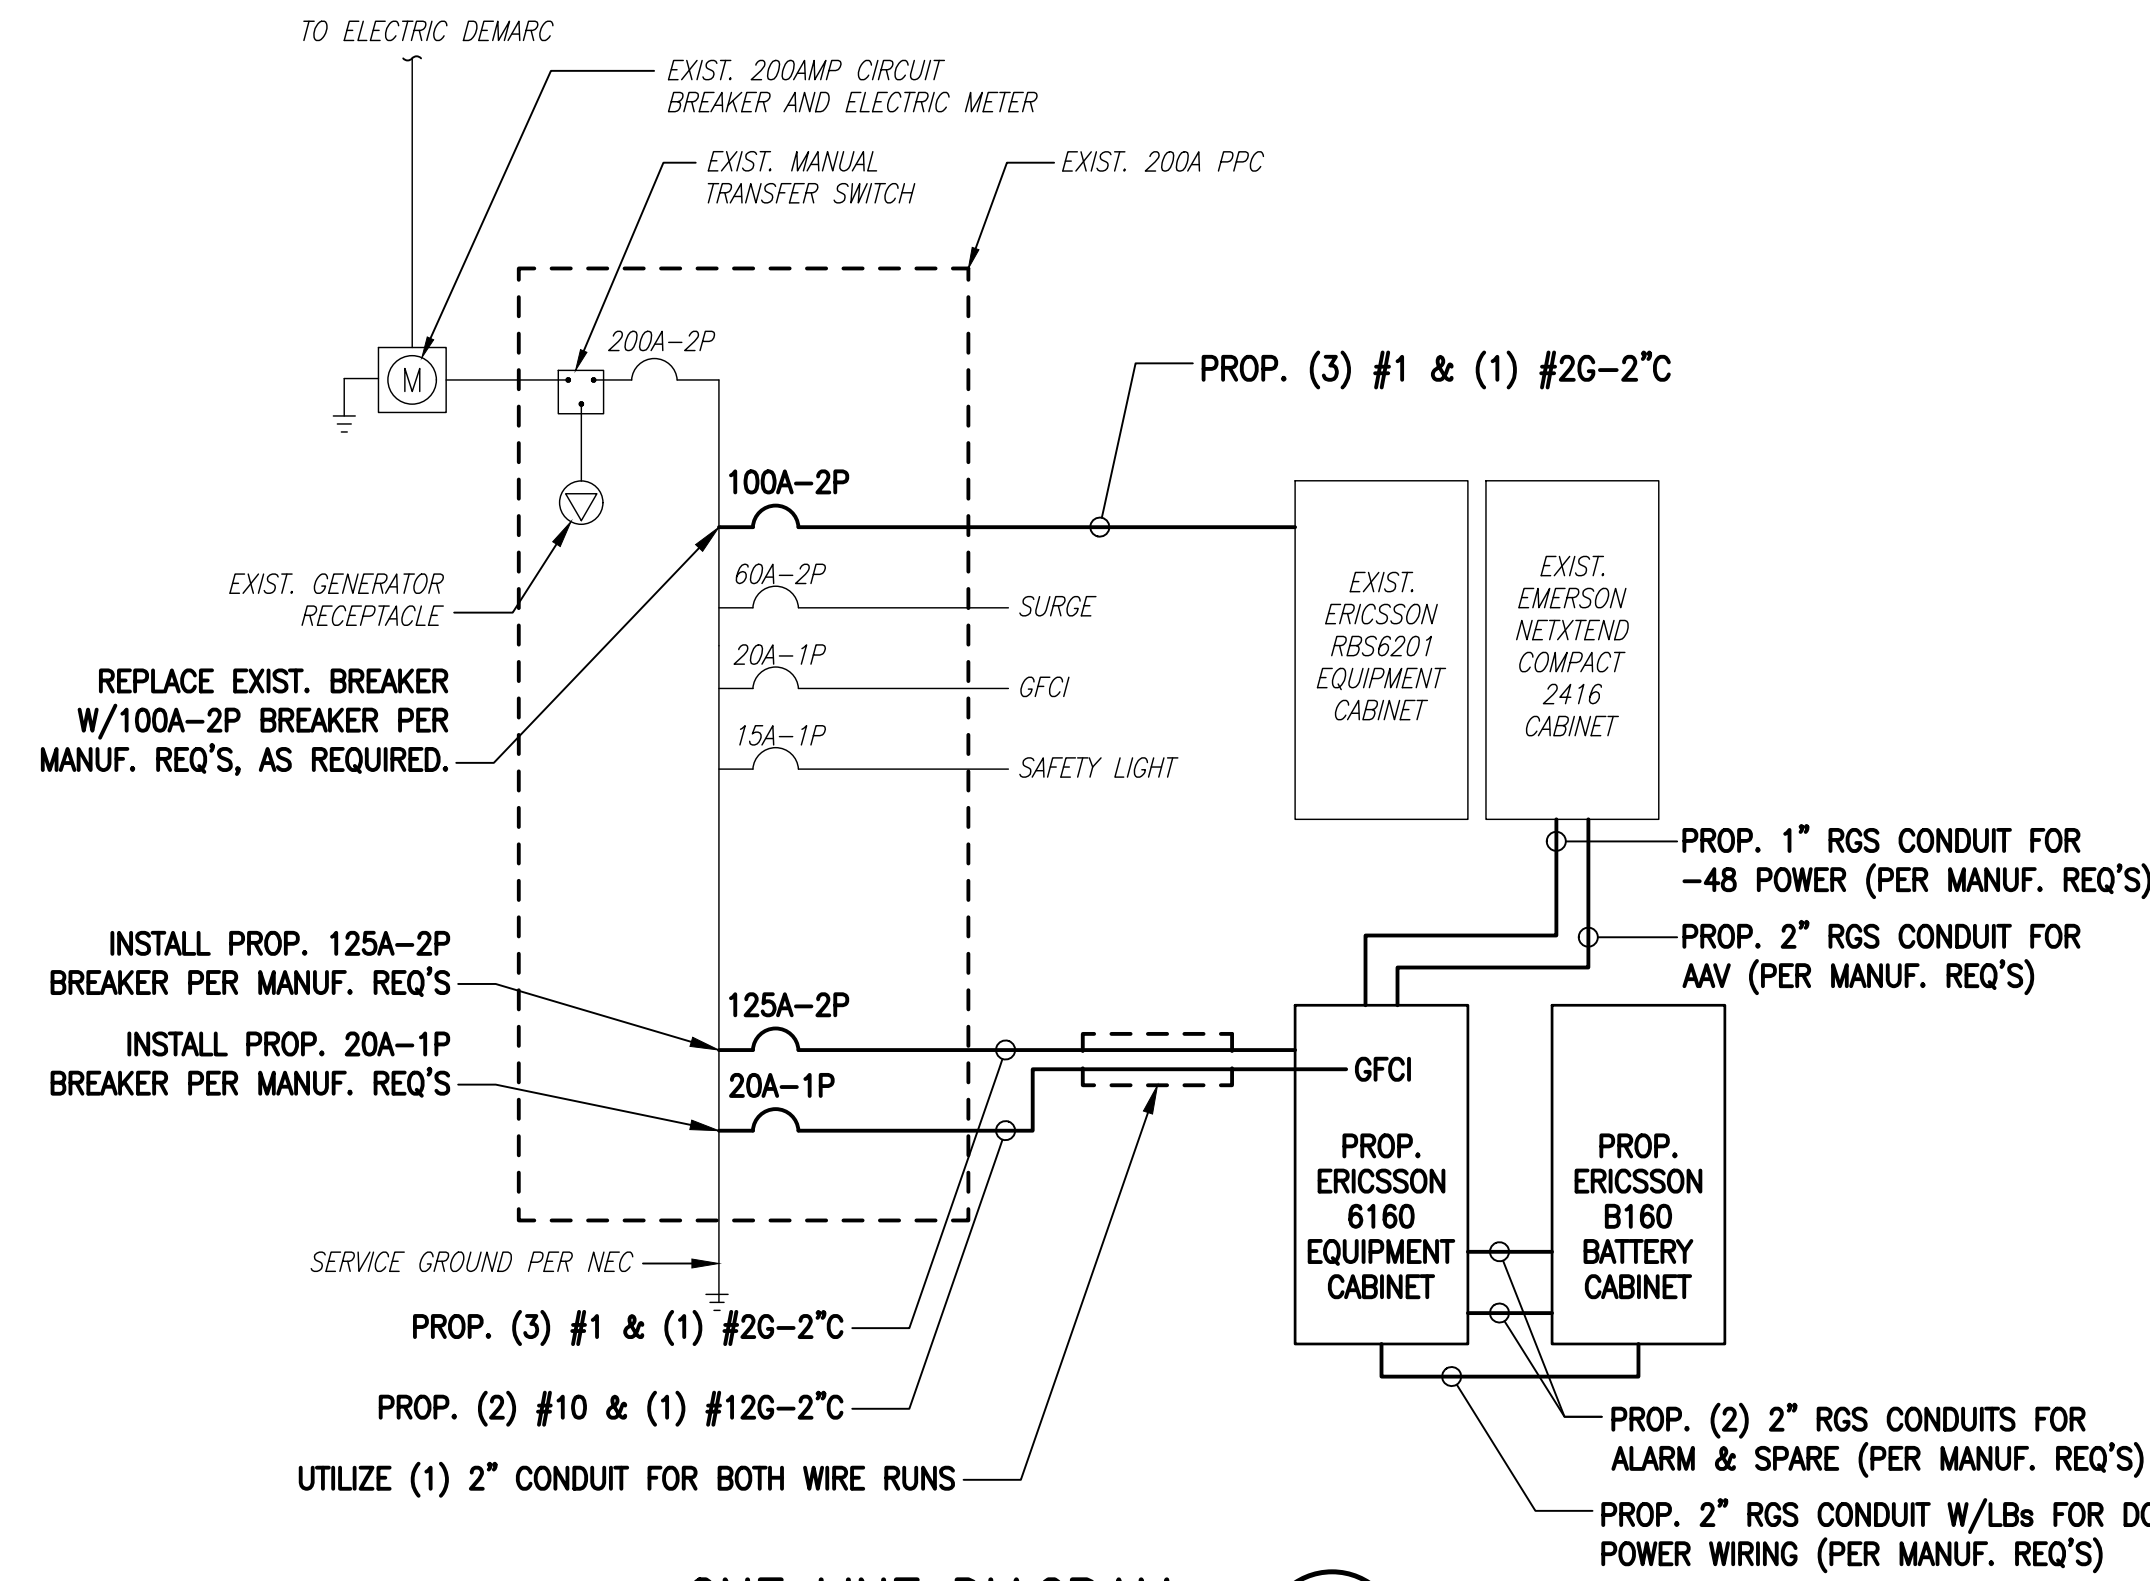 TO ELECTRIC DEMARC
EXIST. 200AMP CIRCUIT
BREAKER AND ELECTRIC METER
EXIST. MANUAL
TRANSFER SWITCH
EXIST. 200A PPC
200A-2P
M
PROP. (3) #1 & (1) #2G-2"C
100A-2P
EXIST. GENERATOR
RECEPTACLE
60A-2P
SURGE
20A-1P
GFCI
15A-1P
SAFETY LIGHT
REPLACE EXIST. BREAKER
W/100A-2P BREAKER PER
MANUF. REQ'S, AS REQUIRED.
EXIST.
ERICSSON
RBS6201
EQUIPMENT
CABINET
EXIST.
EMERSON
NETXTEND
COMPACT
2416
CABINET
PROP. 1" RGS CONDUIT FOR
-48 POWER (PER MANUF. REQ'S)
PROP. 2" RGS CONDUIT FOR
AAV (PER MANUF. REQ'S)
INSTALL PROP. 125A-2P
BREAKER PER MANUF. REQ'S
125A-2P
INSTALL PROP. 20A-1P
BREAKER PER MANUF. REQ'S
20A-1P
GFCI
PROP.
ERICSSON
6160
EQUIPMENT
CABINET
PROP.
ERICSSON
B160
BATTERY
CABINET
SERVICE GROUND PER NEC
PROP. (3) #1 & (1) #2G-2"C
PROP. (2) #10 & (1) #12G-2"C
UTILIZE (1) 2" CONDUIT FOR BOTH WIRE RUNS
PROP. (2) 2" RGS CONDUITS FOR
ALARM & SPARE (PER MANUF. REQ'S)
PROP. 2" RGS CONDUIT W/LBs FOR DC
POWER WIRING (PER MANUF. REQ'S)